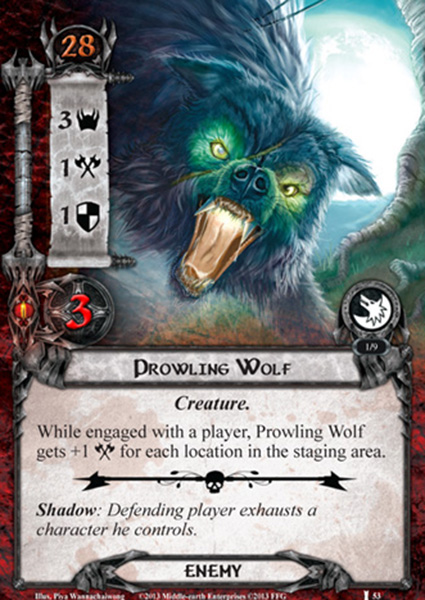 28
3
1
1
3
1/9
PROWLING WOLF
Creature.
While engaged with a player, Prowling Wolf
gets +1 for each location in the staging area.
Shadow: Defending player exhausts a
character he controls.
ENEMY
Illus. Piya Wannachaiwong ©2013 Middle-earth Enterprises ©2013 FFG 53